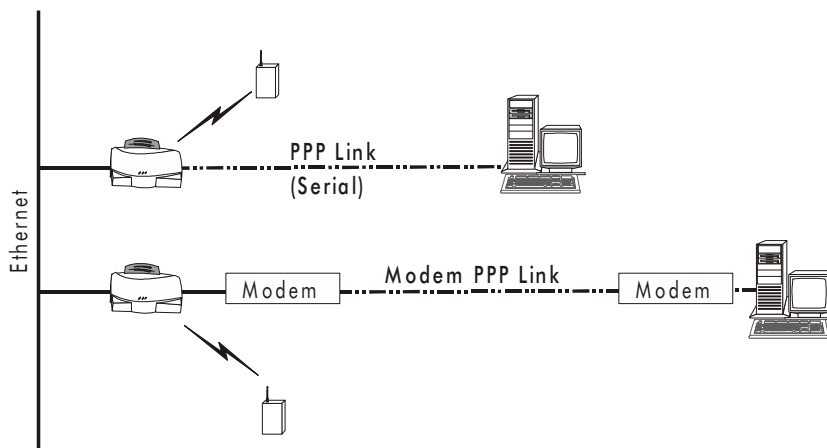 PPP Link
(Serial)
Ethernet
Modem PPP Link
Modem
Modem